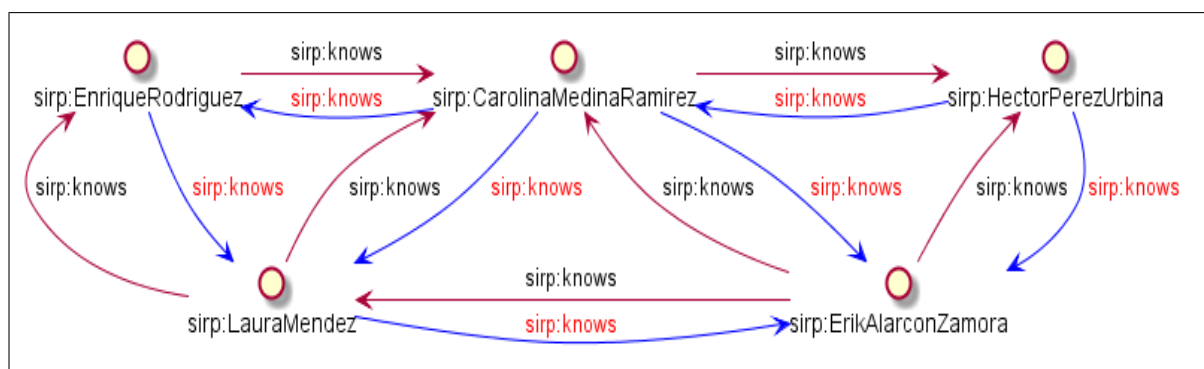 sirp:knows
sirp:knows
sirp:EnriqueRodriguez
sirp:knows
sirp:CarolinaMedinaRamirez
sirp:knows
sirp:HectorPerezUrbina
sirp:knows
sirp:knows
sirp:knows
sirp:knows
sirp:knows
sirp:knows
sirp:knows
sirp:knows
sirp:knows
sirp:LauraMendez
sirp:knows
sirp:ErikAlarconZamora